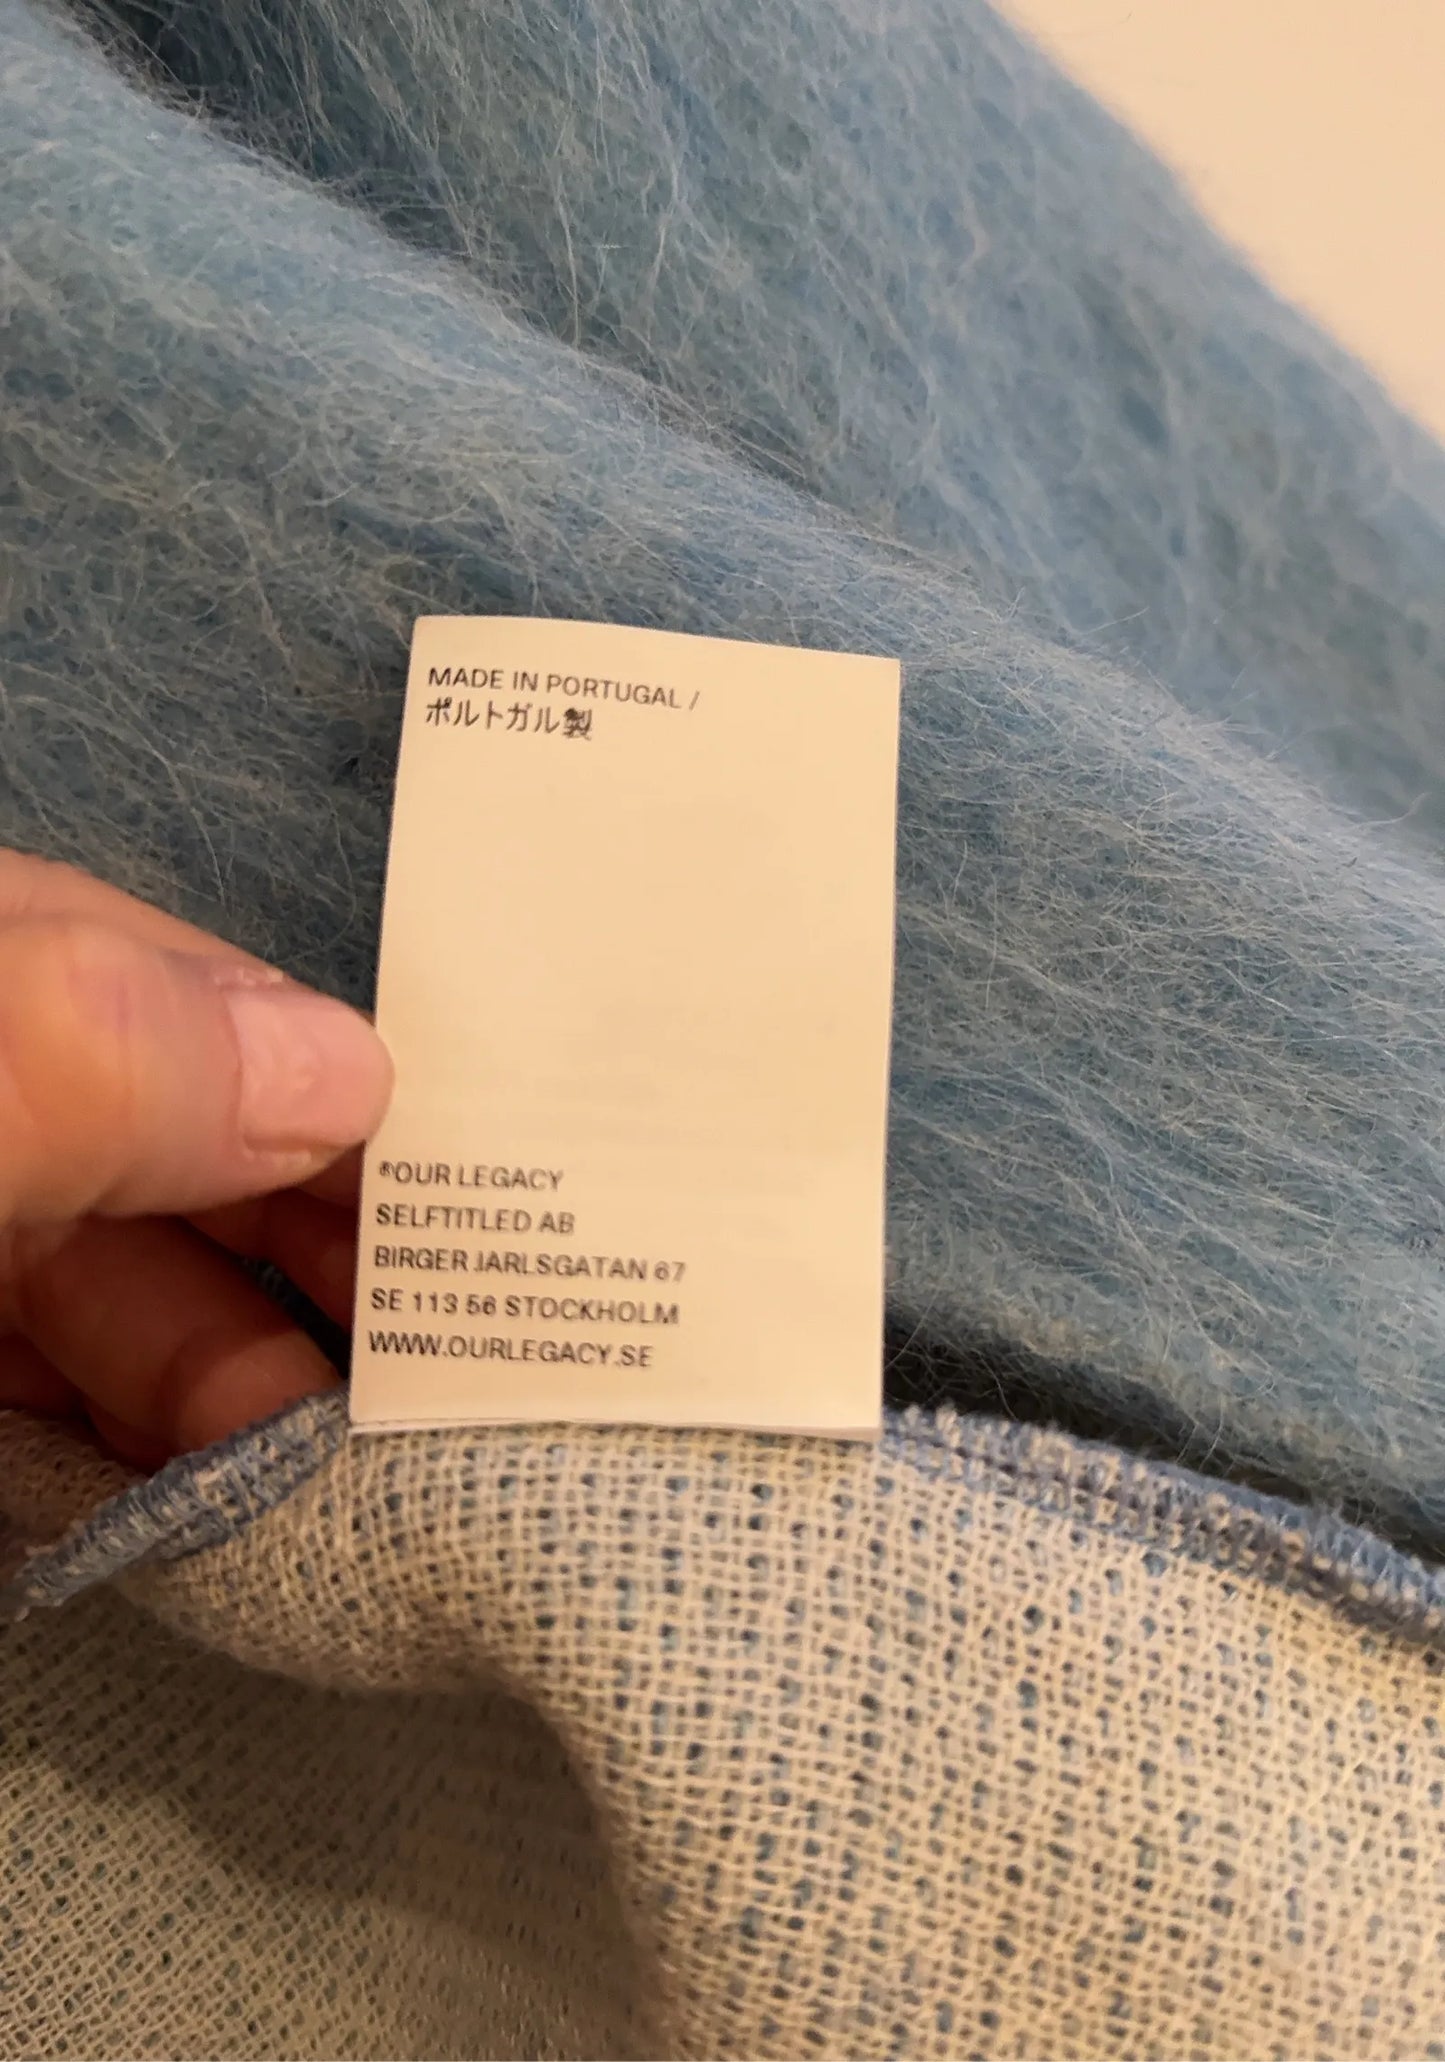 MADE IN PORTUGAL /
ポルトガル製
®OUR LEGACY
SELFTITLED AB
BIRGER JARLSGATAN 67
SE 113 56 STOCKHOLM
WWW.OURLEGACY.SE